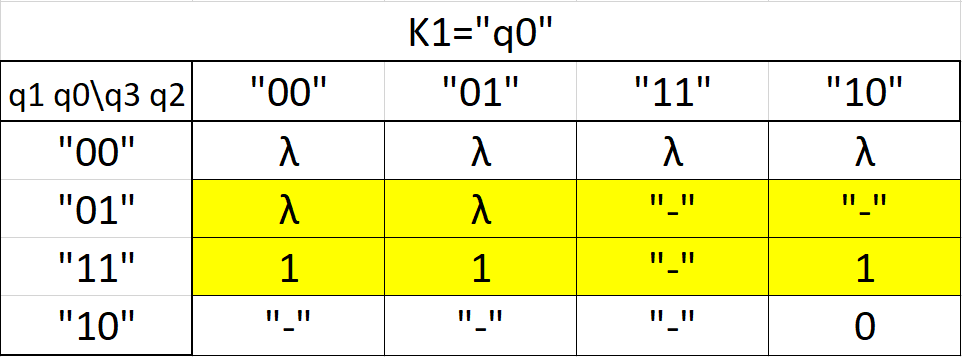 K1="q0"
q1 q0\q3 q2 "00" "01" "11" "10"
"00" λ λ λ λ
"01" λ λ "-" "-"
"11" 1 1 "-" 1
"10" "-" "-" "-" 0